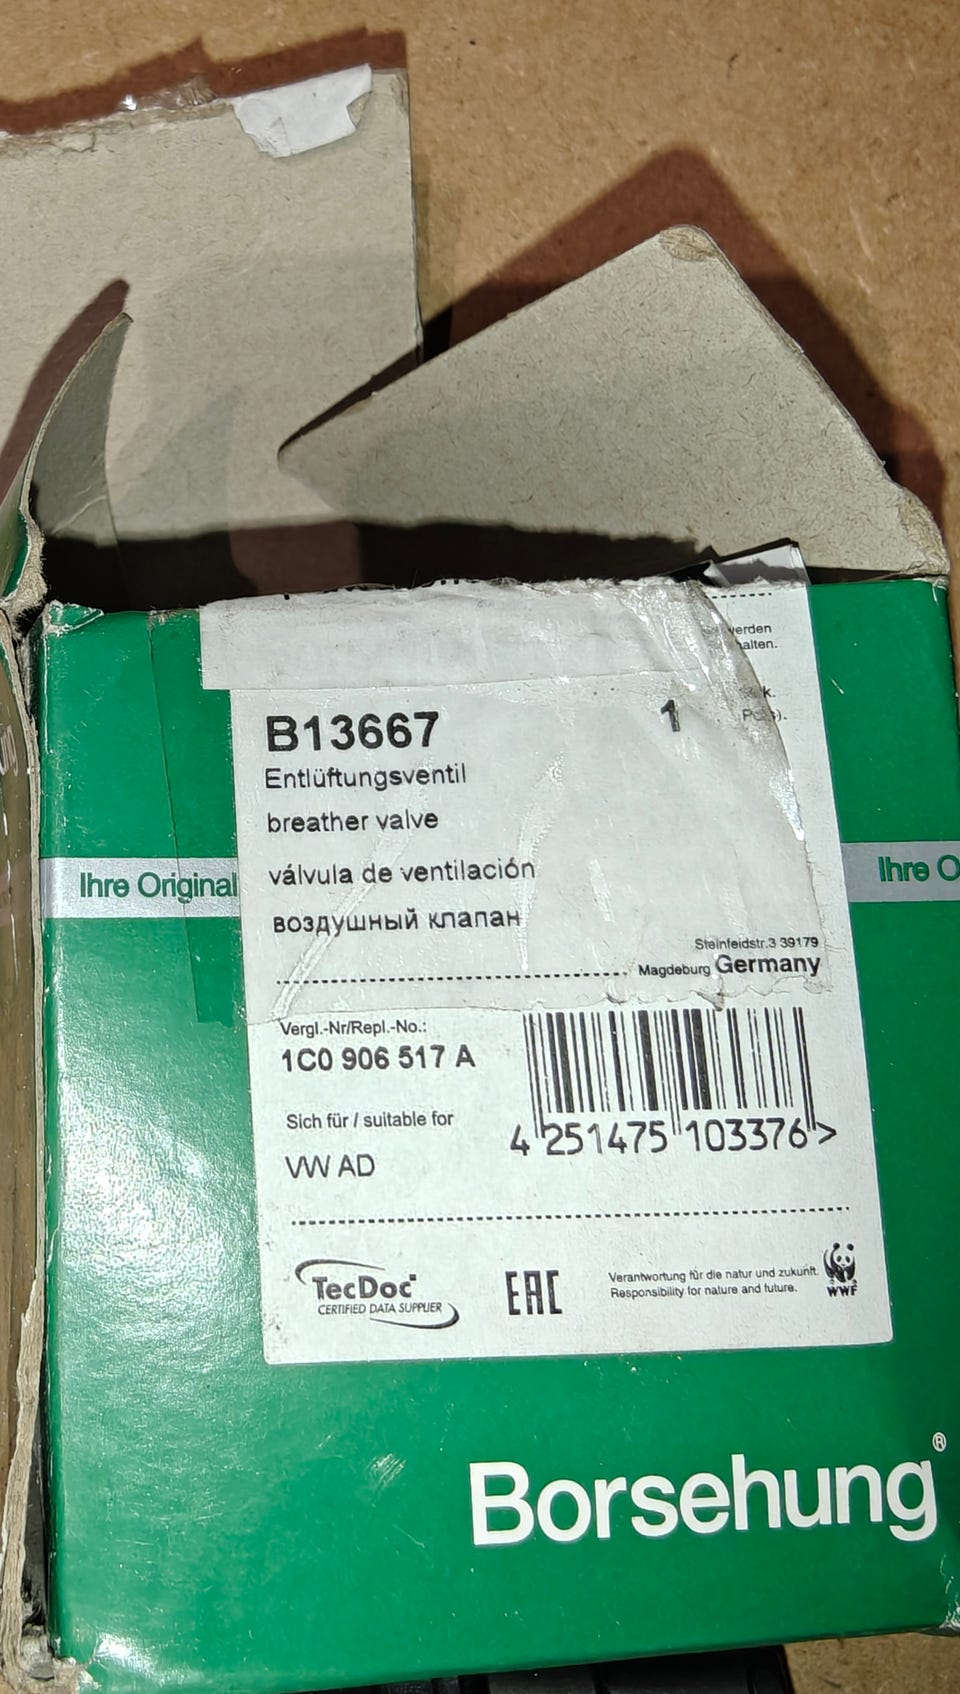 werden
halten.
B13667
1
k.
Entlüftungsventil
breather valve
válvula de ventilación
воздушный клапан
Ihre Original
Ihre O
Steinfeldstr.3 39179
Magdeburg Germany
Vergl.-Nr/Repl.-No.:
1C0 906 517 A
Sich für / suitable for
VW AD
4 251475 103376 >
TecDoc
CERTIFIED DATA SUPPLIER
EAC
Verantwortung für die natur und zukunft.
Responsibility for nature and future.
WWF
Borsehung®